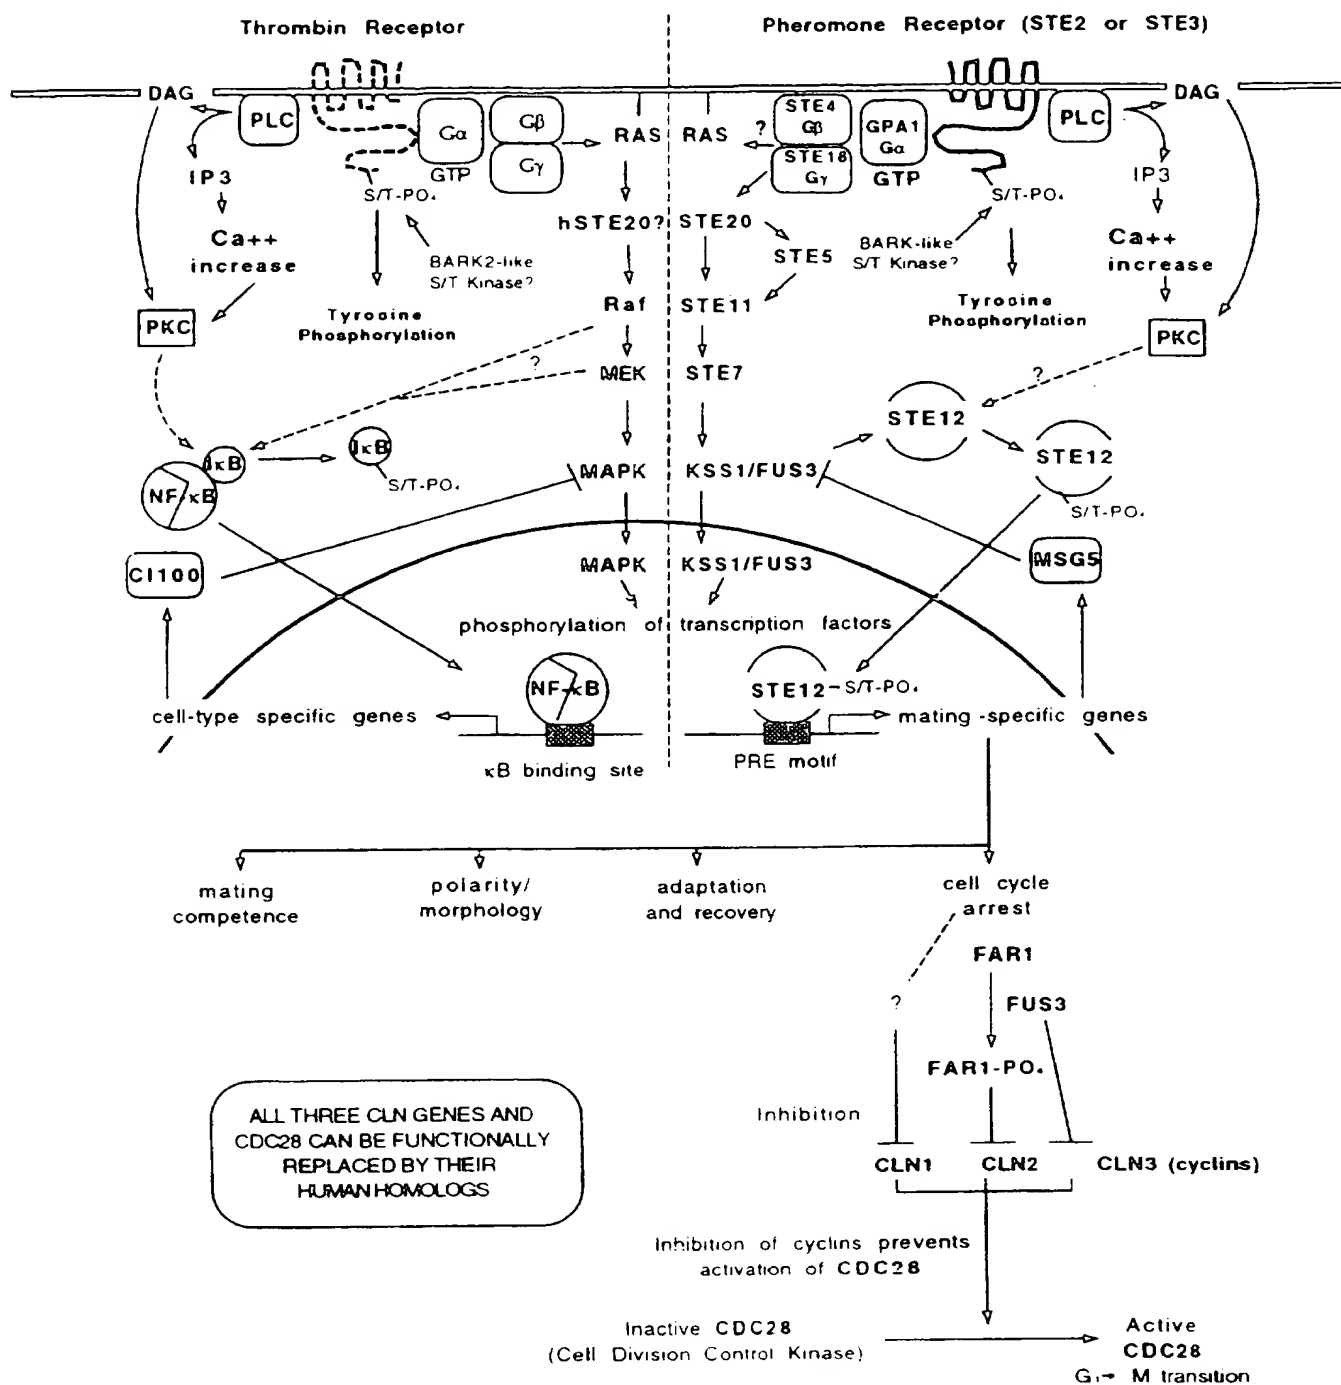 Thrombin Receptor
Pheromone Receptor (STE2 or STE3)
DAG
PLC
Gα
GTP
Gβ
Gγ
RAS
RAS
?
STE4
Gβ
STE18
Gγ
GPA1
Gα
GTP
PLC
DAG
IP3
S/T-PO₄
S/T-PO₄
IP3
Ca++
increase
hSTE20?
STE20
STE5
BARK2-like
S/T Kinase?
BARK-like
S/T Kinase?
Ca++
increase
PKC
Tyrosine
Phosphorylation
Raf
STE11
Tyrosine
Phosphorylation
PKC
?
MEK
STE7
?
STE12
IκB
IκB
S/T-PO₄
NF-κB
MAPK
KSS1/FUS3
STE12
S/T-PO₄
CI100
MAPK
KSS1/FUS3
MSG5
phosphorylation of transcription factors
NF-κB
STE12-S/T-PO₄
cell-type specific genes
mating-specific genes
κB binding site
PRE motif
mating
competence
polarity/
morphology
adaptation
and recovery
cell cycle
arrest
FAR1
?
FUS3
FAR1-PO₄
Inhibition
CLN1
CLN2
CLN3 (cyclins)
ALL THREE CLN GENES AND
CDC28 CAN BE FUNCTIONALLY
REPLACED BY THEIR
HUMAN HOMOLOGS
Inhibition of cyclins prevents
activation of CDC28
Inactive CDC28
(Cell Division Control Kinase)
Active
CDC28
G₁→ M transition